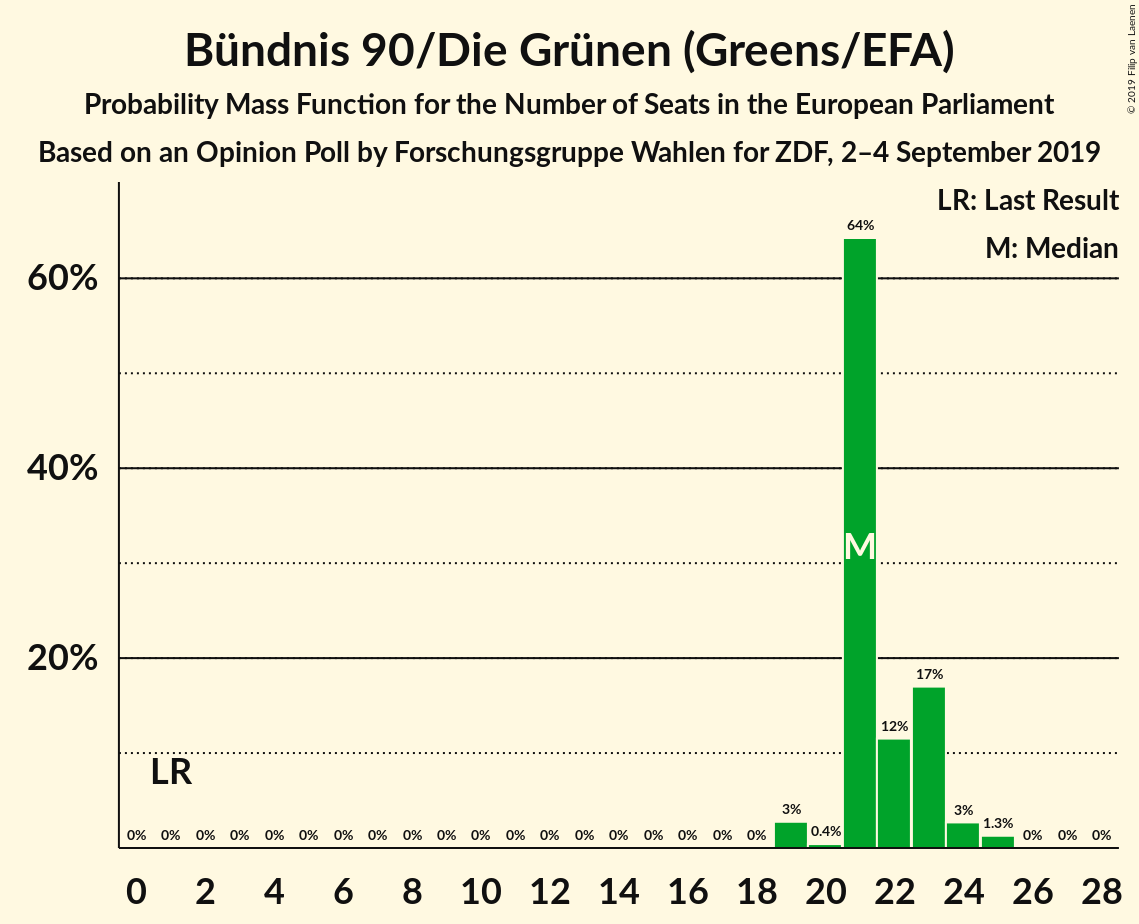 Bündnis 90/Die Grünen (Greens/EFA)
Probability Mass Function for the Number of Seats in the European Parliament
Based on an Opinion Poll by Forschungsgruppe Wahlen for ZDF, 2–4 September 2019
© 2019 Filip van Laenen
LR: Last Result
M: Median
60%
40%
20%
LR
M
0% 0% 0% 0% 0% 0% 0% 0% 0% 0% 0% 0% 0% 0% 0% 0% 0% 0% 0% 3% 0.4% 64% 12% 17% 3% 1.3% 0% 0% 0%
0 2 4 6 8 10 12 14 16 18 20 22 24 26 28